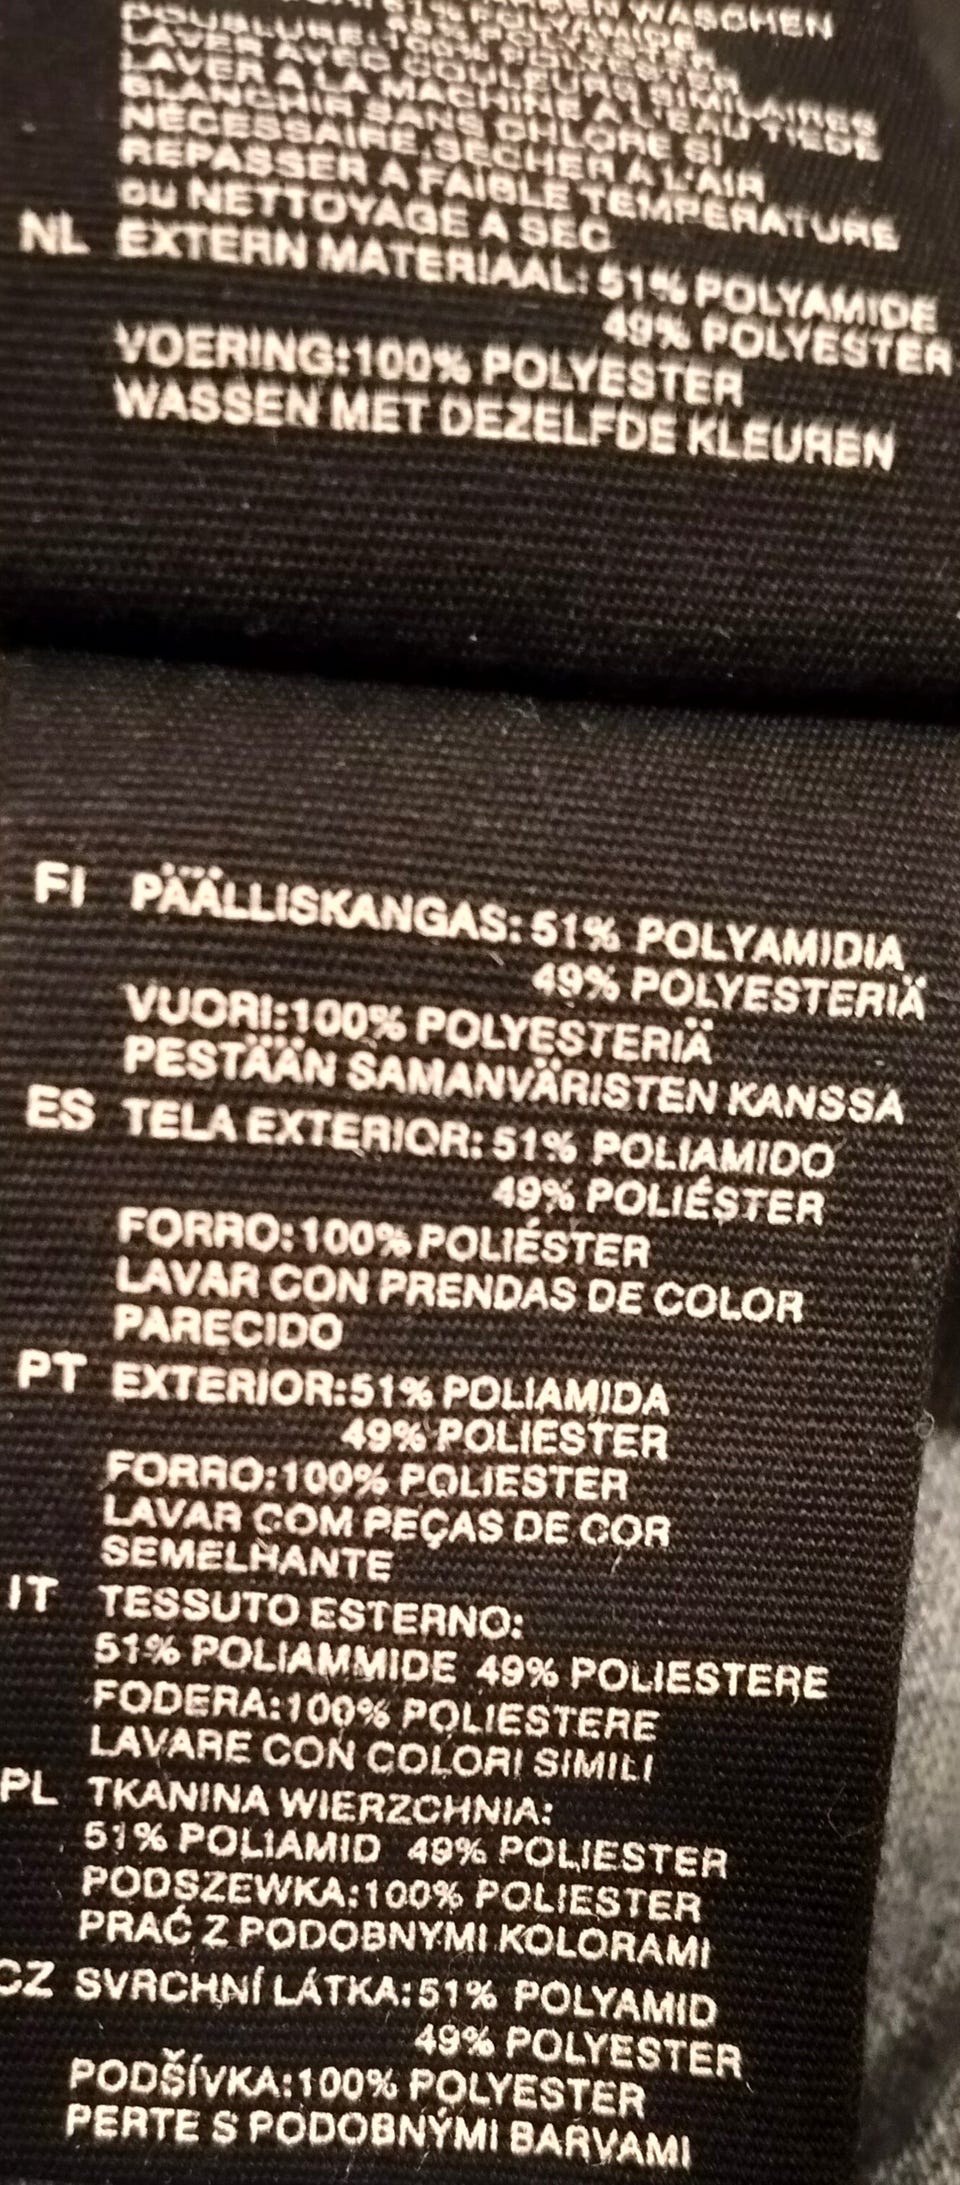 WASCHEN
51% POLYAMIDE
49% POLYESTER
DOUBLURE:100% POLYESTER
LAVER AVEC COULEURS SIMILAIRES
LAVER A LA MACHINE A L'EAU TIEDE
BLANCHIR SANS CHLORE SI
NECESSAIRE, SECHER A L'AIR
REPASSER A FAIBLE TEMPERATURE
ou NETTOYAGE A SEC
NL EXTERN MATERIAAL: 51% POLYAMIDE
49% POLYESTER
VOERING:100% POLYESTER
WASSEN MET DEZELFDE KLEUREN
FI PÄÄLLISKANGAS: 51% POLYAMIDIA
49% POLYESTERIÄ
VUORI:100% POLYESTERIÄ
PESTÄÄN SAMANVÄRISTEN KANSSA
ES TELA EXTERIOR: 51% POLIAMIDO
49% POLIÉSTER
FORRO:100% POLIÉSTER
LAVAR CON PRENDAS DE COLOR
PARECIDO
PT EXTERIOR:51% POLIAMIDA
49% POLIESTER
FORRO:100% POLIESTER
LAVAR COM PEÇAS DE COR
SEMELHANTE
IT TESSUTO ESTERNO:
51% POLIAMMIDE 49% POLIESTERE
FODERA:100% POLIESTERE
LAVARE CON COLORI SIMILI
PL TKANINA WIERZCHNIA:
51% POLIAMID 49% POLIESTER
PODSZEWKA:100% POLIESTER
PRAĆ Z PODOBNYMI KOLORAMI
CZ SVRCHNÍ LÁTKA:51% POLYAMID
49% POLYESTER
PODŠÍVKA:100% POLYESTER
PERTE S PODOBNÝMI BARVAMI